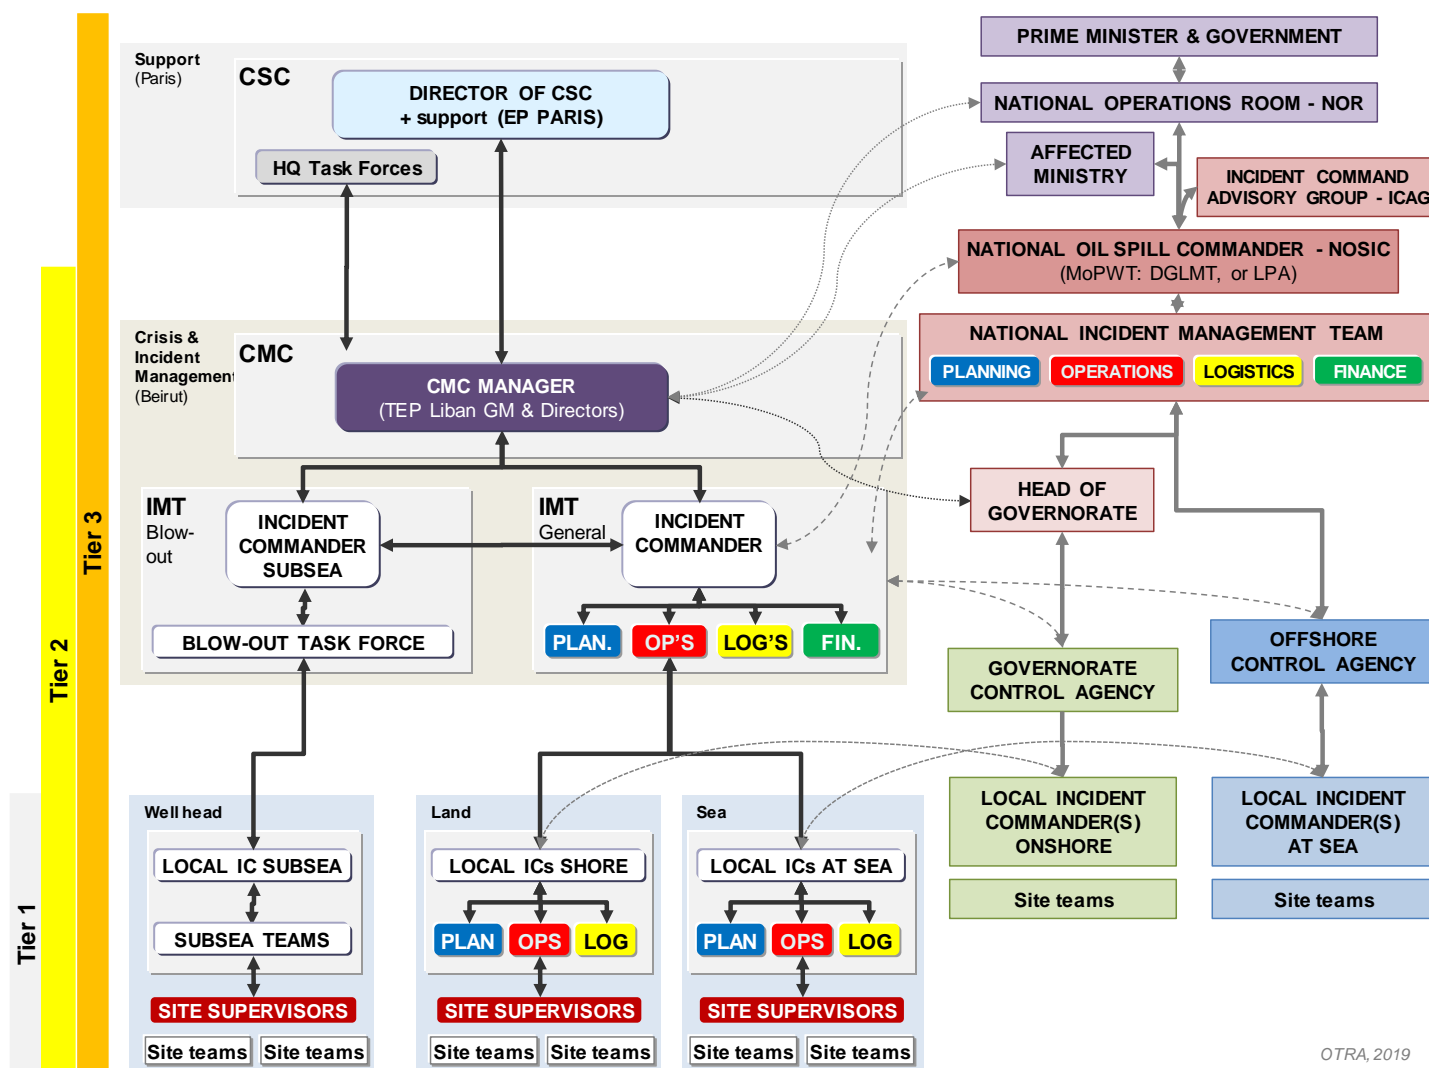 Support
(Paris)
CSC
DIRECTOR OF CSC
+ support (EP PARIS)
HQ Task Forces
PRIME MINISTER & GOVERNMENT
NATIONAL OPERATIONS ROOM - NOR
AFFECTED
MINISTRY
INCIDENT COMMAND
ADVISORY GROUP - ICAG
NATIONAL OIL SPILL COMMANDER - NOSIC
(MoPWT: DGLMT, or LPA)
NATIONAL INCIDENT MANAGEMENT TEAM
PLANNING
OPERATIONS
LOGISTICS
FINANCE
Crisis &
Incident
Management
(Beirut)
CMC
CMC MANAGER
(TEP Liban GM & Directors)
IMT
Blow-
out
INCIDENT
COMMANDER
SUBSEA
BLOW-OUT TASK FORCE
IMT
General
INCIDENT
COMMANDER
PLAN.
OP'S
LOG'S
FIN.
HEAD OF
GOVERNORATE
GOVERNORATE
CONTROL AGENCY
OFFSHORE
CONTROL AGENCY
Tier 3
Tier 2
Tier 1
Well head
LOCAL IC SUBSEA
SUBSEA TEAMS
SITE SUPERVISORS
Site teams
Site teams
Land
LOCAL ICs SHORE
PLAN
OPS
LOG
SITE SUPERVISORS
Site teams
Site teams
Sea
LOCAL ICs AT SEA
PLAN
OPS
LOG
SITE SUPERVISORS
Site teams
Site teams
LOCAL INCIDENT
COMMANDER(S)
ONSHORE
Site teams
LOCAL INCIDENT
COMMANDER(S)
AT SEA
Site teams
OTRA, 2019